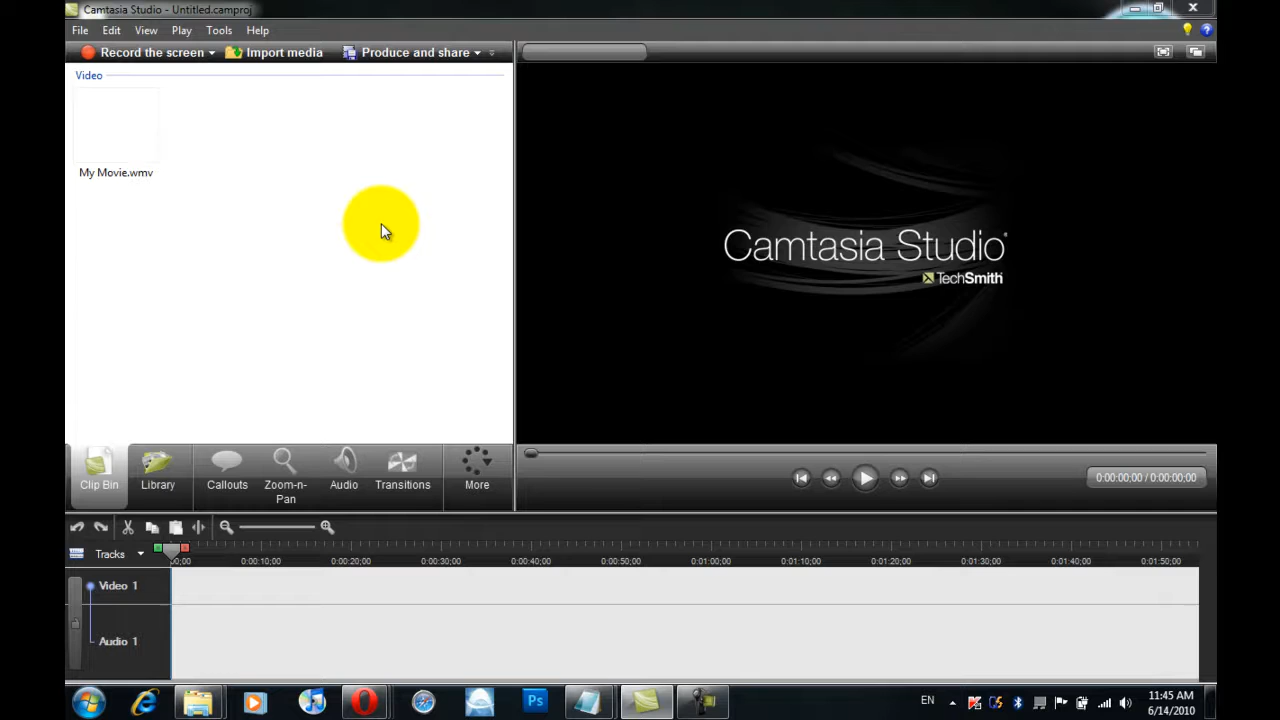 Camtasia Studio - Untitled.camproj
File Edit View Play Tools Help
Record the screen Import media Produce and share
Video
My Movie.wmv
Camtasia Studio
TechSmith
Clip Bin Library Callouts Zoom-n-Pan Audio Transitions More
0:00:00;00 / 0:00:00;00
Tracks
00;00 0:00:10;00 0:00:20;00 0:00:30;00 0:00:40;00 0:00:50;00 0:01:00;00 0:01:10;00 0:01:20;00 0:01:30;00 0:01:40;00 0:01:50;00
Video 1
Audio 1
Ps
EN
11:45 AM
6/14/2010